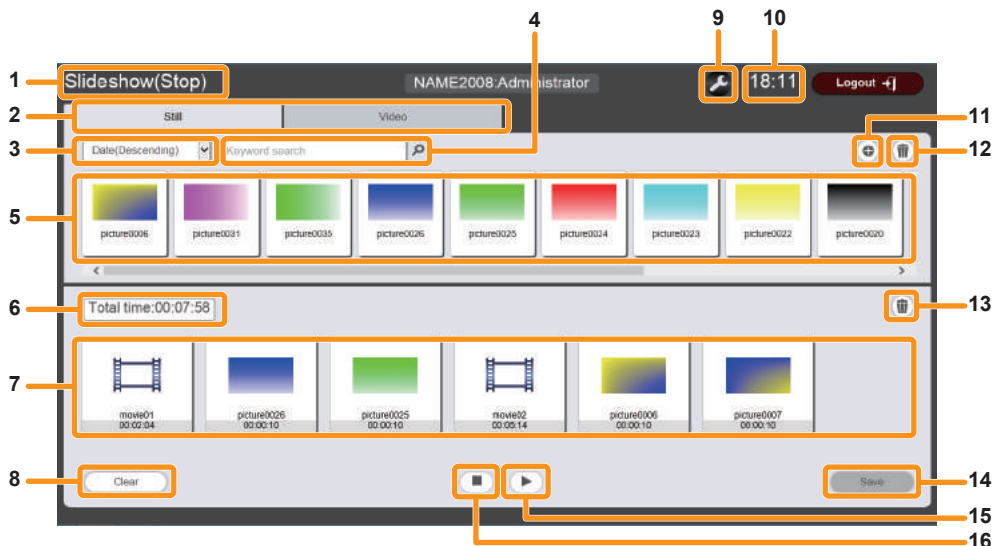 4
9
10
1
Slideshow(Stop)
NAME2008:Administrator
18:11
Logout
2
Still
Video
11
3
Date(Descending)
Keyword search
12
5
picture0006
picture0031
picture0035
picture0026
picture0025
picture0024
picture0023
picture0022
picture0020
6
Total time:00:07:58
13
7
movie01
00:02:04
picture0026
00:00:10
picture0025
00:00:10
movie02
00:05:14
picture0006
00:00:10
picture0007
00:00:10
8
Clear
Save
14
15
16